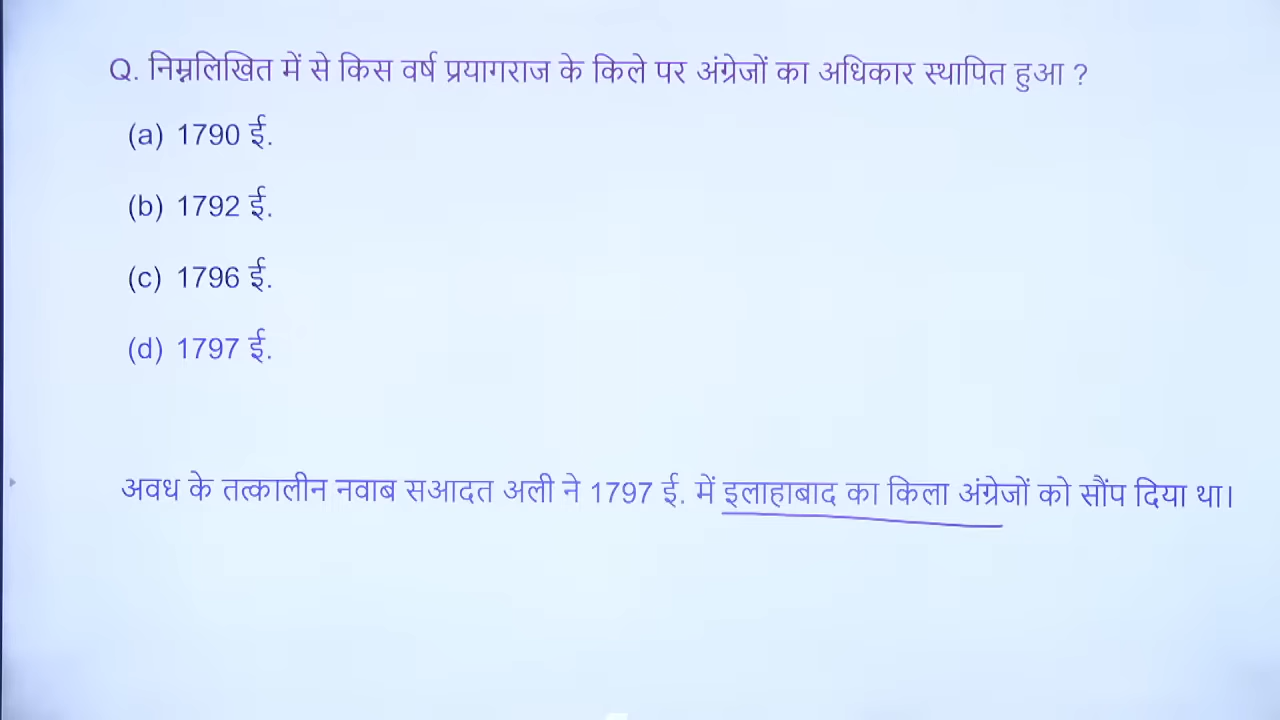 Q. निम्नलिखित में से किस वर्ष प्रयागराज के किले पर अंग्रेजों का अधिकार स्थापित हुआ ?
(a) 1790 ई.
(b) 1792 ई.
(c) 1796 ई.
(d) 1797 ई.
अवध के तत्कालीन नवाब सआदत अली ने 1797 ई. में इलाहाबाद का किला अंग्रेजों को सौंप दिया था।